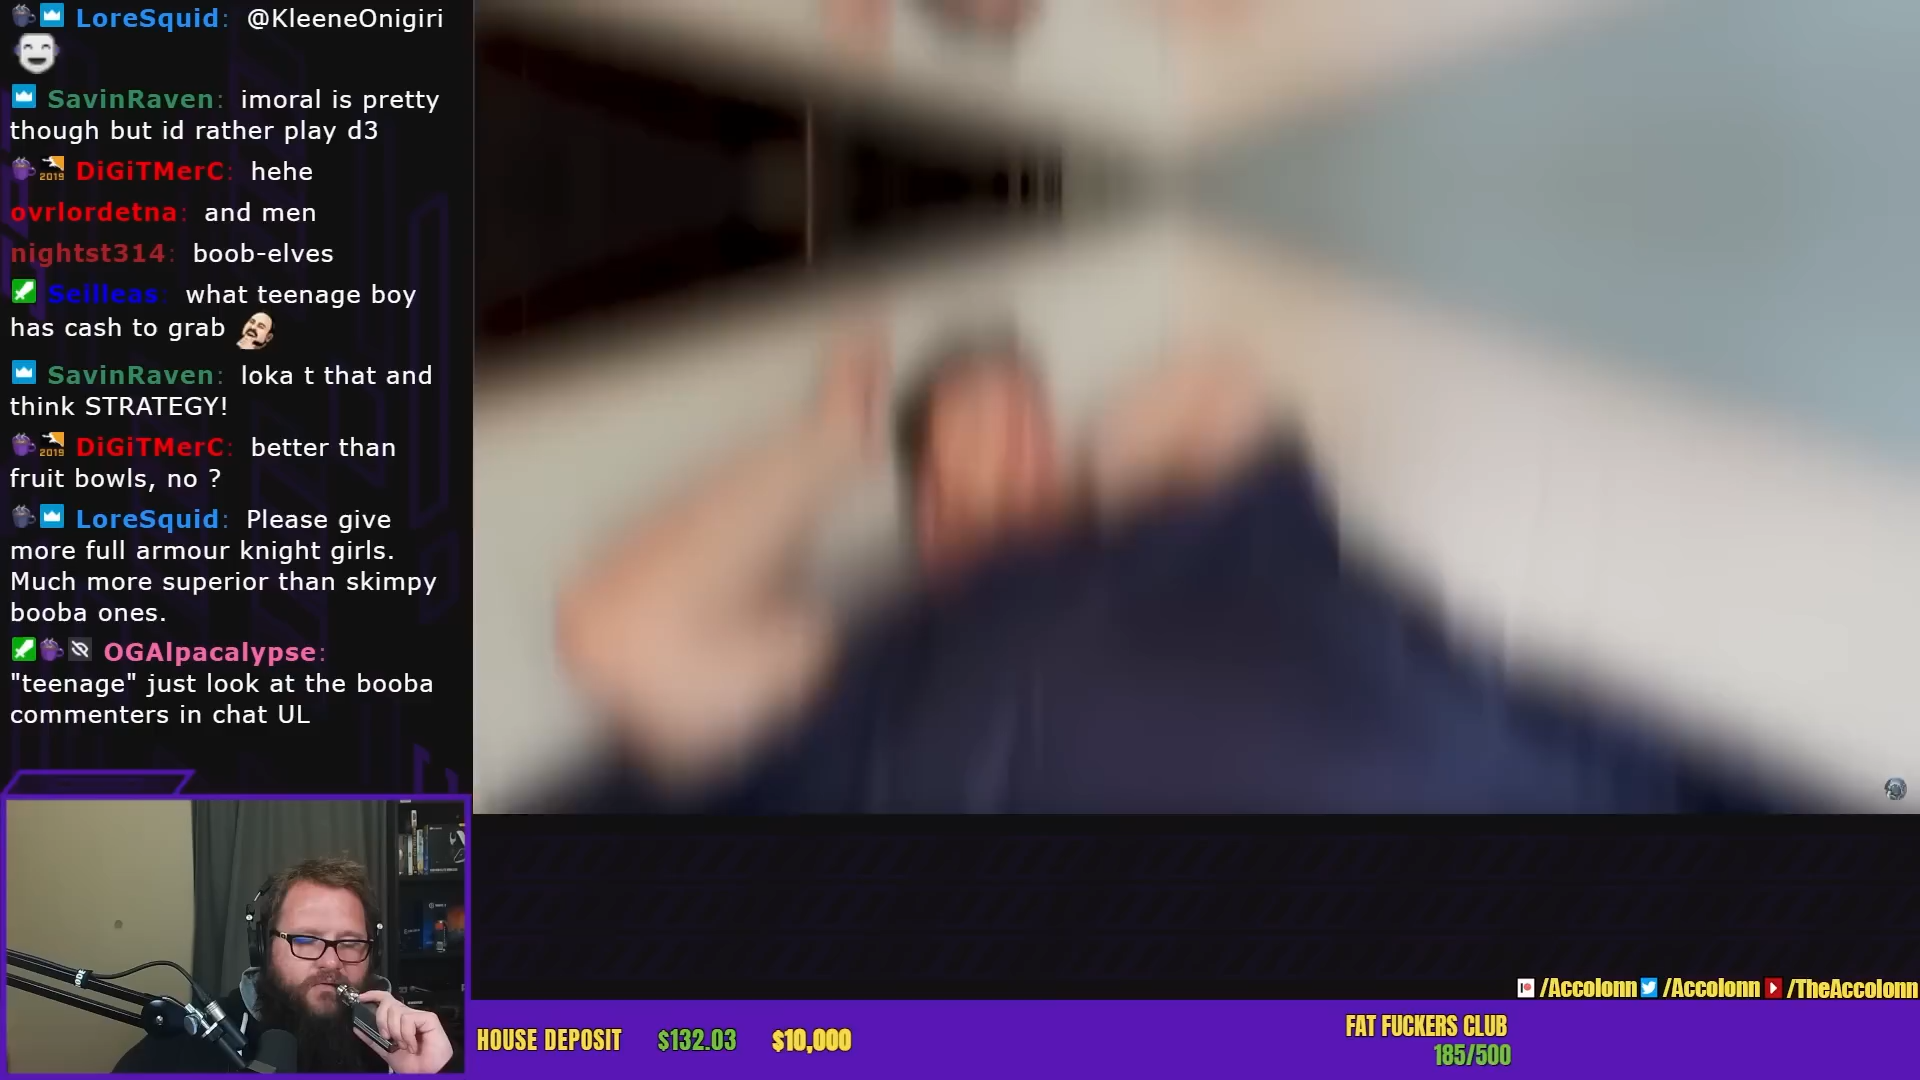 LoreSquid: @KleeneOnigiri
SavinRaven: imoral is pretty
though but id rather play d3
2019 DiGiTMerC: hehe
ovrlordetna: and men
nightst314: boob-elves
Sellleas: what teenage boy
has cash to grab
SavinRaven: loka t that and
think STRATEGY!
2019 DiGiTMerC: better than
fruit bowls, no ?
LoreSquid: Please give
more full armour knight girls.
Much more superior than skimpy
booba ones.
OGAlpacalypse:
"teenage" just look at the booba
commenters in chat UL
RODE
/Accolonn /Accolonn /TheAccolonn
HOUSE DEPOSIT $132.03 $10,000
FAT FUCKERS CLUB
185/500